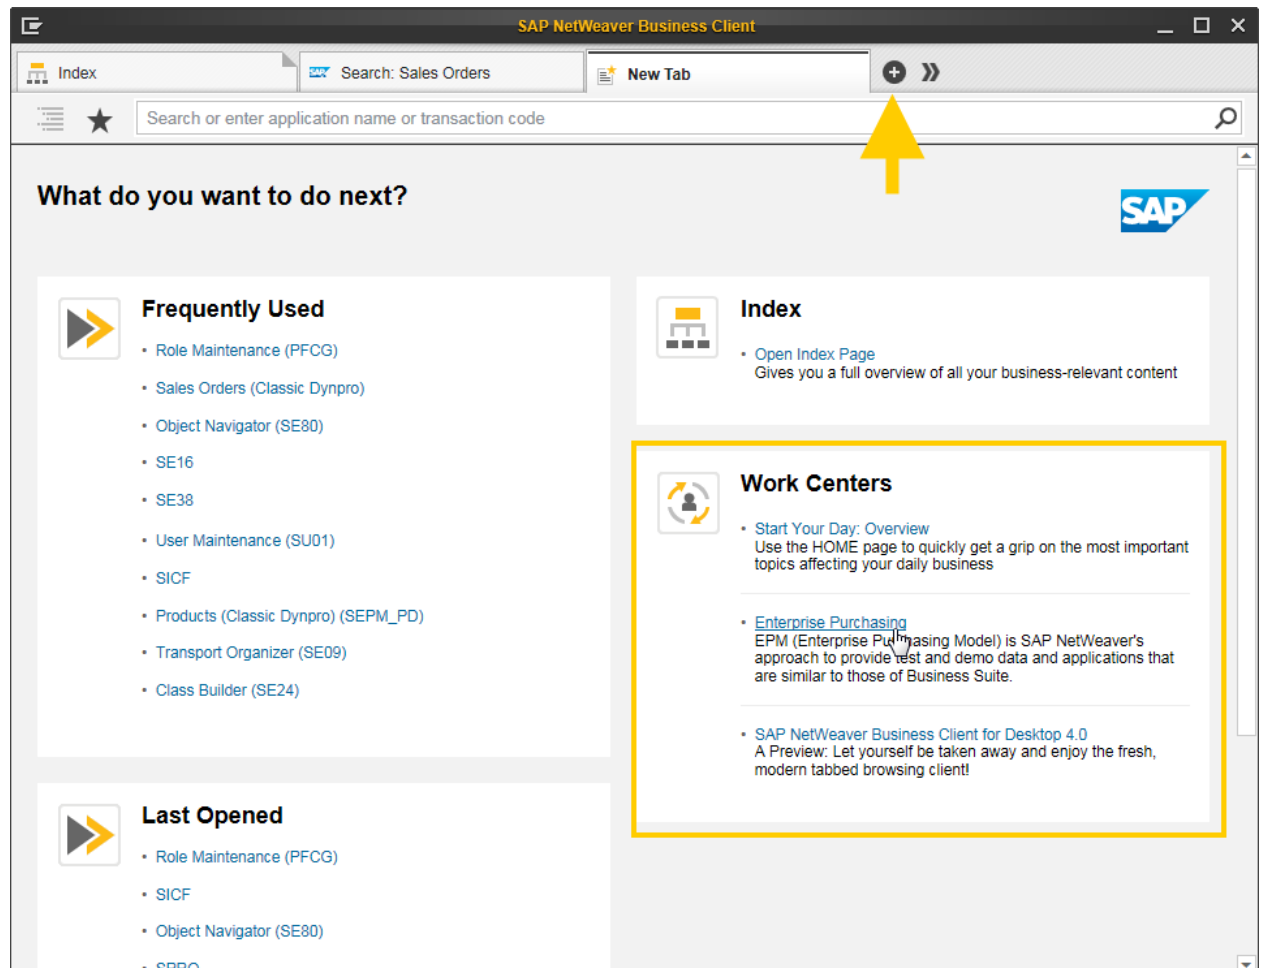 SAP NetWeaver Business Client
Index
SAP Search: Sales Orders
New Tab
Search or enter application name or transaction code
What do you want to do next?
SAP
Frequently Used
• Role Maintenance (PFCG)
• Sales Orders (Classic Dynpro)
• Object Navigator (SE80)
• SE16
• SE38
• User Maintenance (SU01)
• SICF
• Products (Classic Dynpro) (SEPM_PD)
• Transport Organizer (SE09)
• Class Builder (SE24)
Last Opened
• Role Maintenance (PFCG)
• SICF
• Object Navigator (SE80)
• SPRO
Index
• Open Index Page
Gives you a full overview of all your business-relevant content
Work Centers
• Start Your Day: Overview
Use the HOME page to quickly get a grip on the most important
topics affecting your daily business
• Enterprise Purchasing
EPM (Enterprise Purchasing Model) is SAP NetWeaver's
approach to provide test and demo data and applications that
are similar to those of Business Suite.
• SAP NetWeaver Business Client for Desktop 4.0
A Preview: Let yourself be taken away and enjoy the fresh,
modern tabbed browsing client!